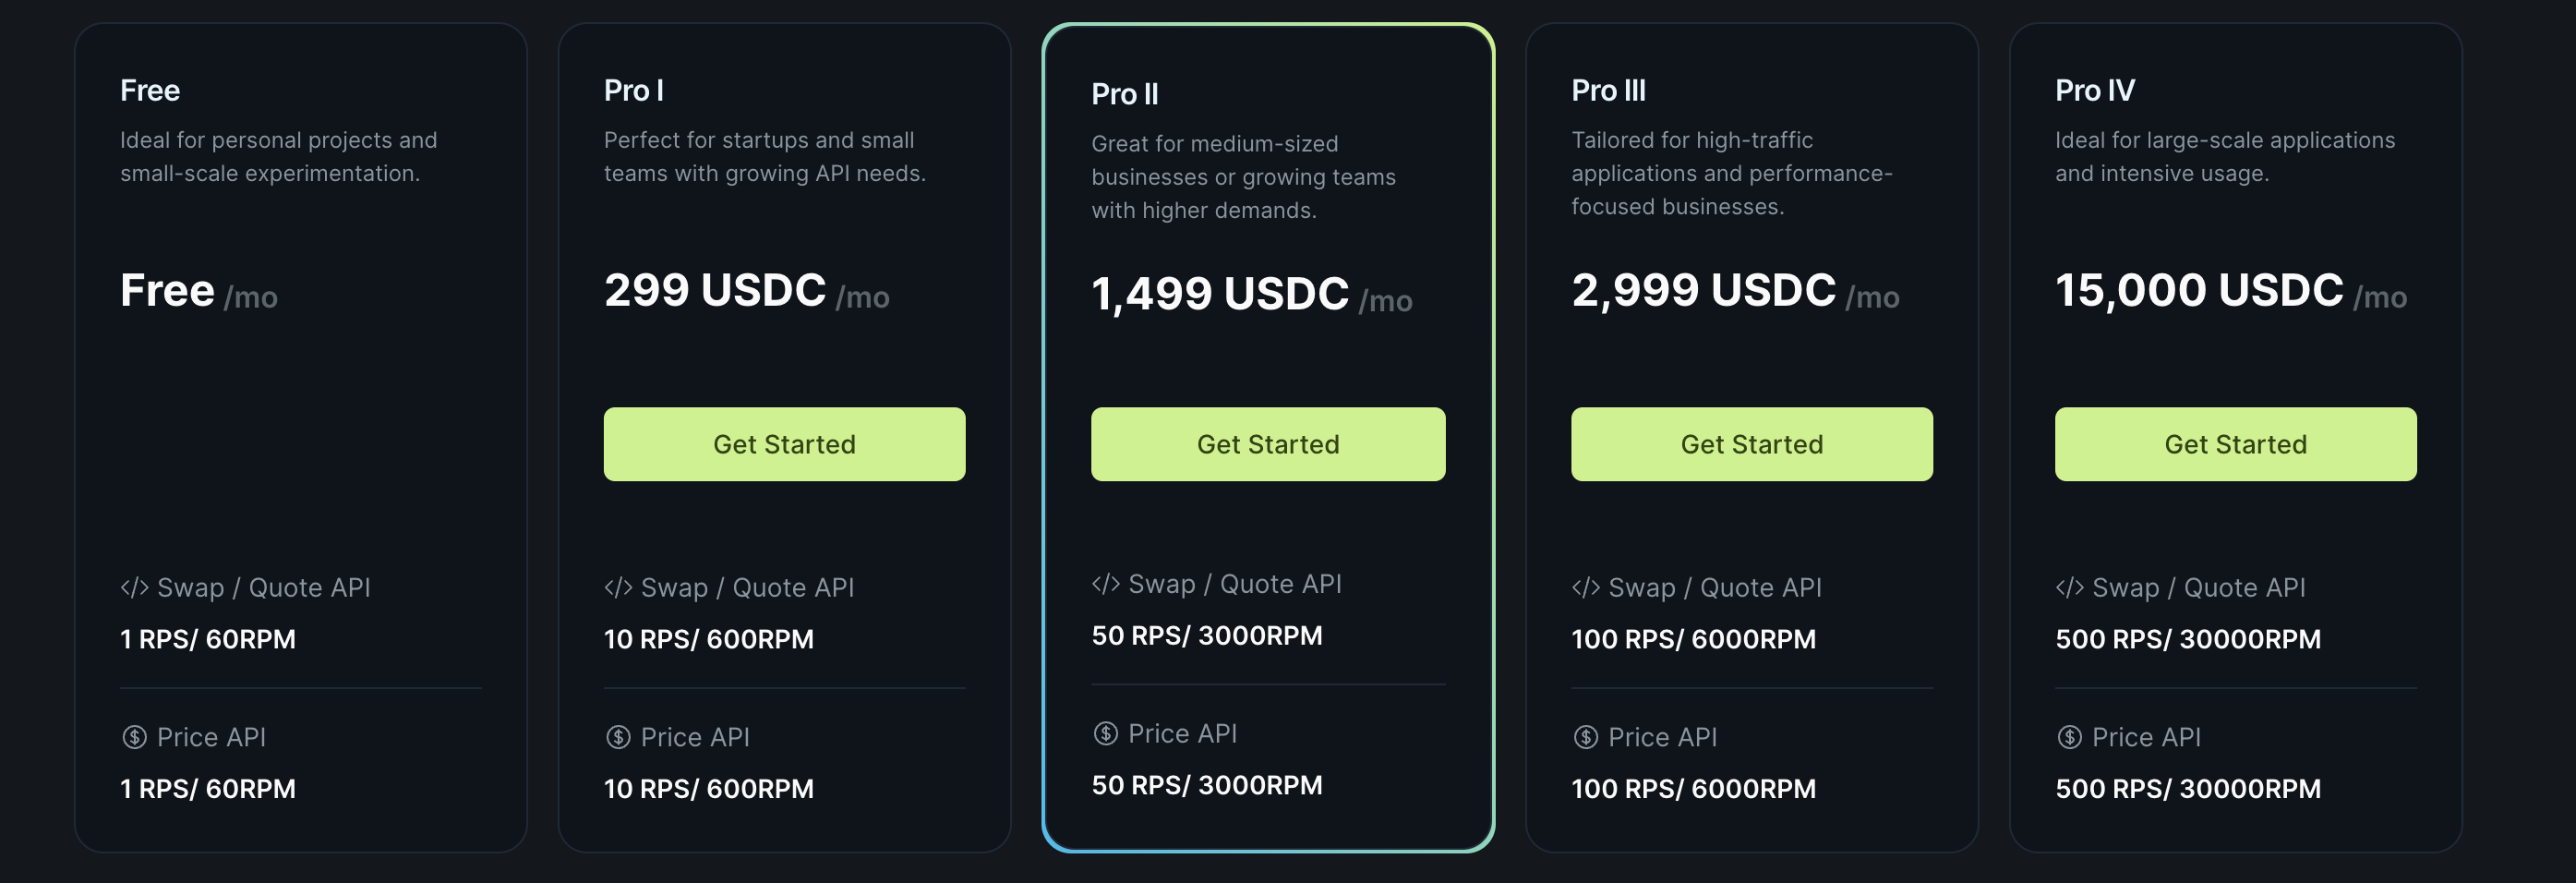 Free
Ideal for personal projects and
small-scale experimentation.
Free /mo
</> Swap / Quote API
1 RPS/ 60RPM
Price API
1 RPS/ 60RPM
Pro I
Perfect for startups and small
teams with growing API needs.
299 USDC /mo
Get Started
</> Swap / Quote API
10 RPS/ 600RPM
Price API
10 RPS/ 600RPM
Pro II
Great for medium-sized
businesses or growing teams
with higher demands.
1,499 USDC /mo
Get Started
</> Swap / Quote API
50 RPS/ 3000RPM
Price API
50 RPS/ 3000RPM
Pro III
Tailored for high-traffic
applications and performance-
focused businesses.
2,999 USDC /mo
Get Started
</> Swap / Quote API
100 RPS/ 6000RPM
Price API
100 RPS/ 6000RPM
Pro IV
Ideal for large-scale applications
and intensive usage.
15,000 USDC /mo
Get Started
</> Swap / Quote API
500 RPS/ 30000RPM
Price API
500 RPS/ 30000RPM